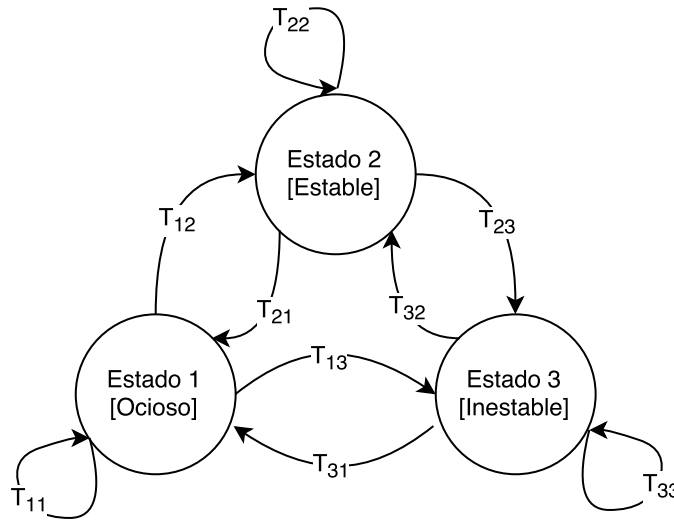 T22
Estado 2
[Estable]
T12
T23
T21
T32
Estado 1
[Ocioso]
T13
Estado 3
[Inestable]
T31
T11
T33